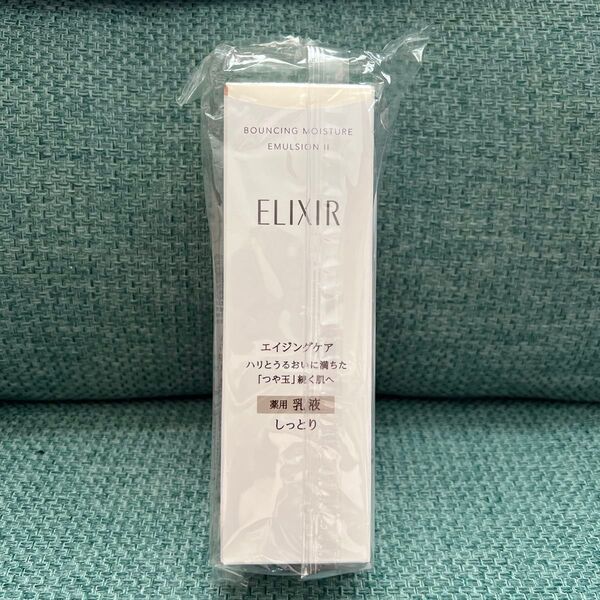 BOUNCING MOISTURE
EMULSION II
ELIXIR
エイジングケア
ハリとうるおいに満ちた
「つや玉」続く肌へ
薬用 乳液
しっとり